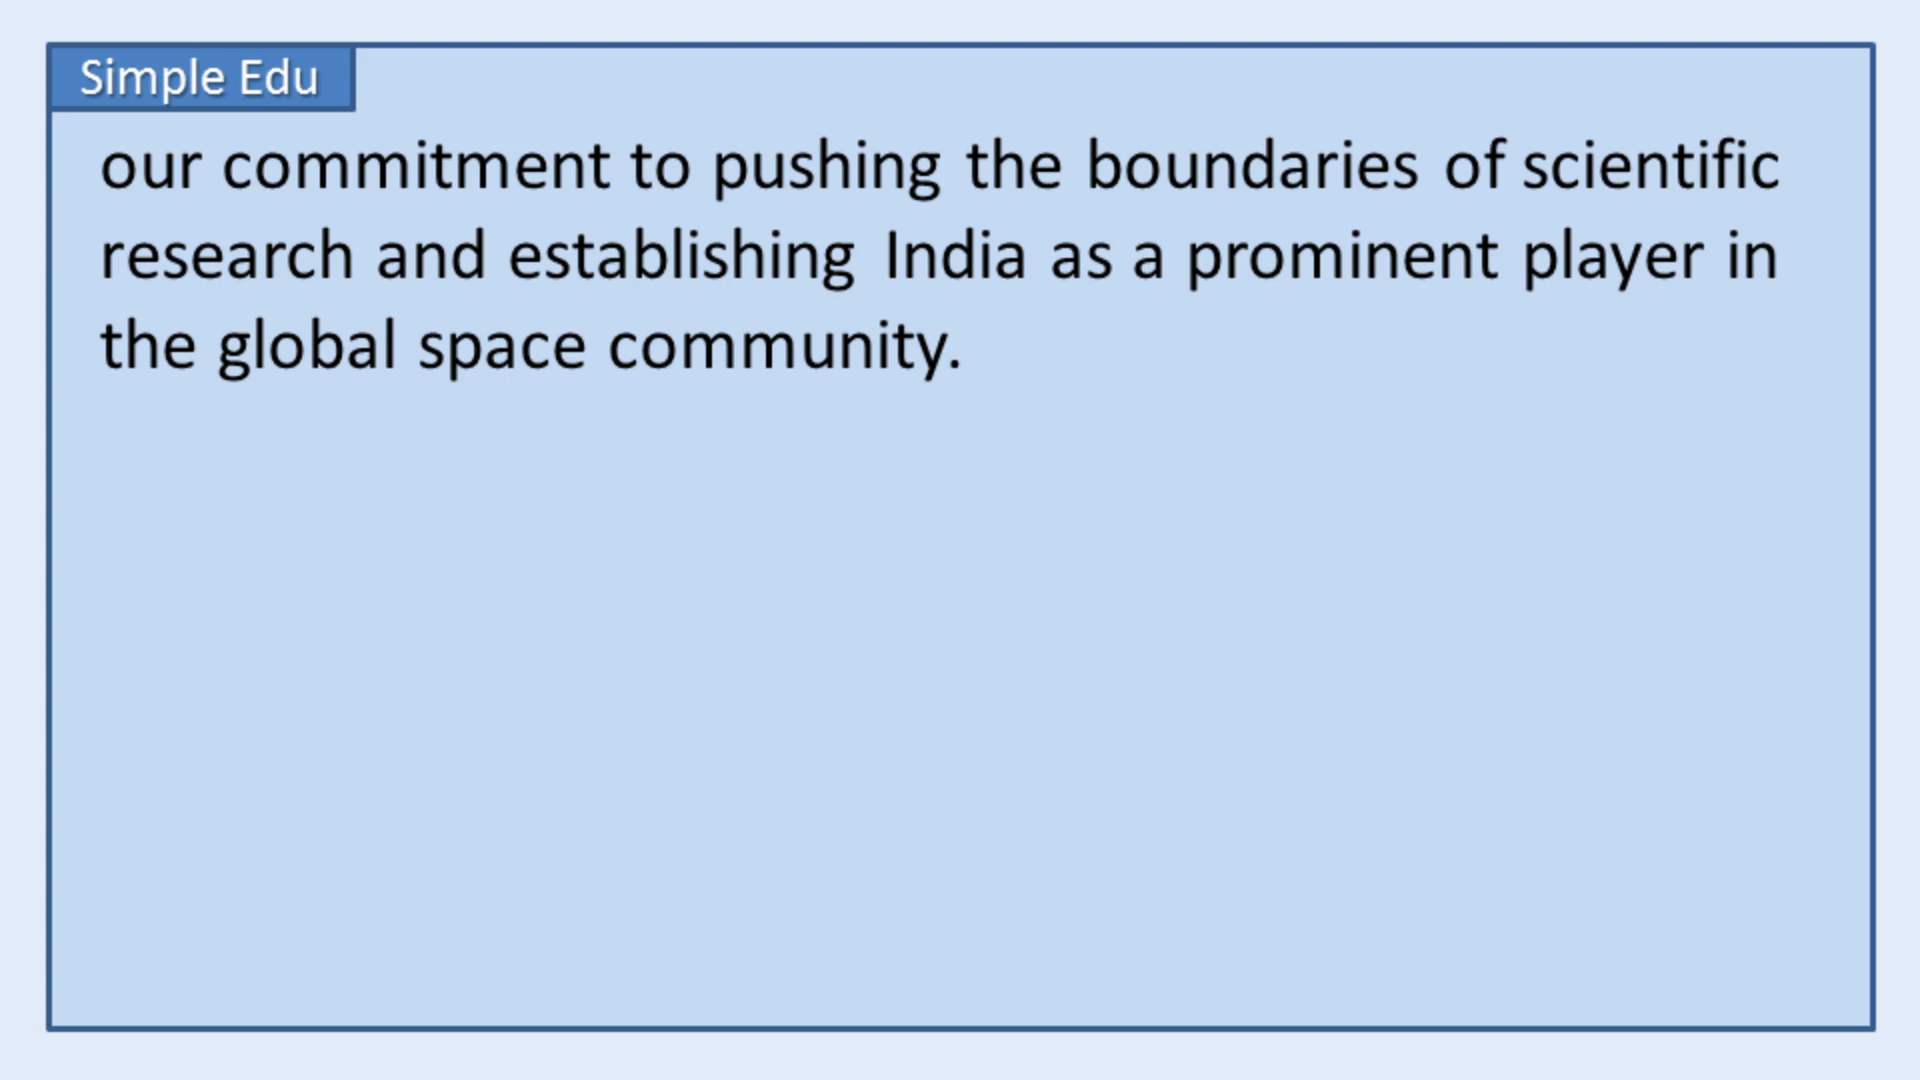 Simple Edu
our commitment to pushing the boundaries of scientific
research and establishing India as a prominent player in
the global space community.